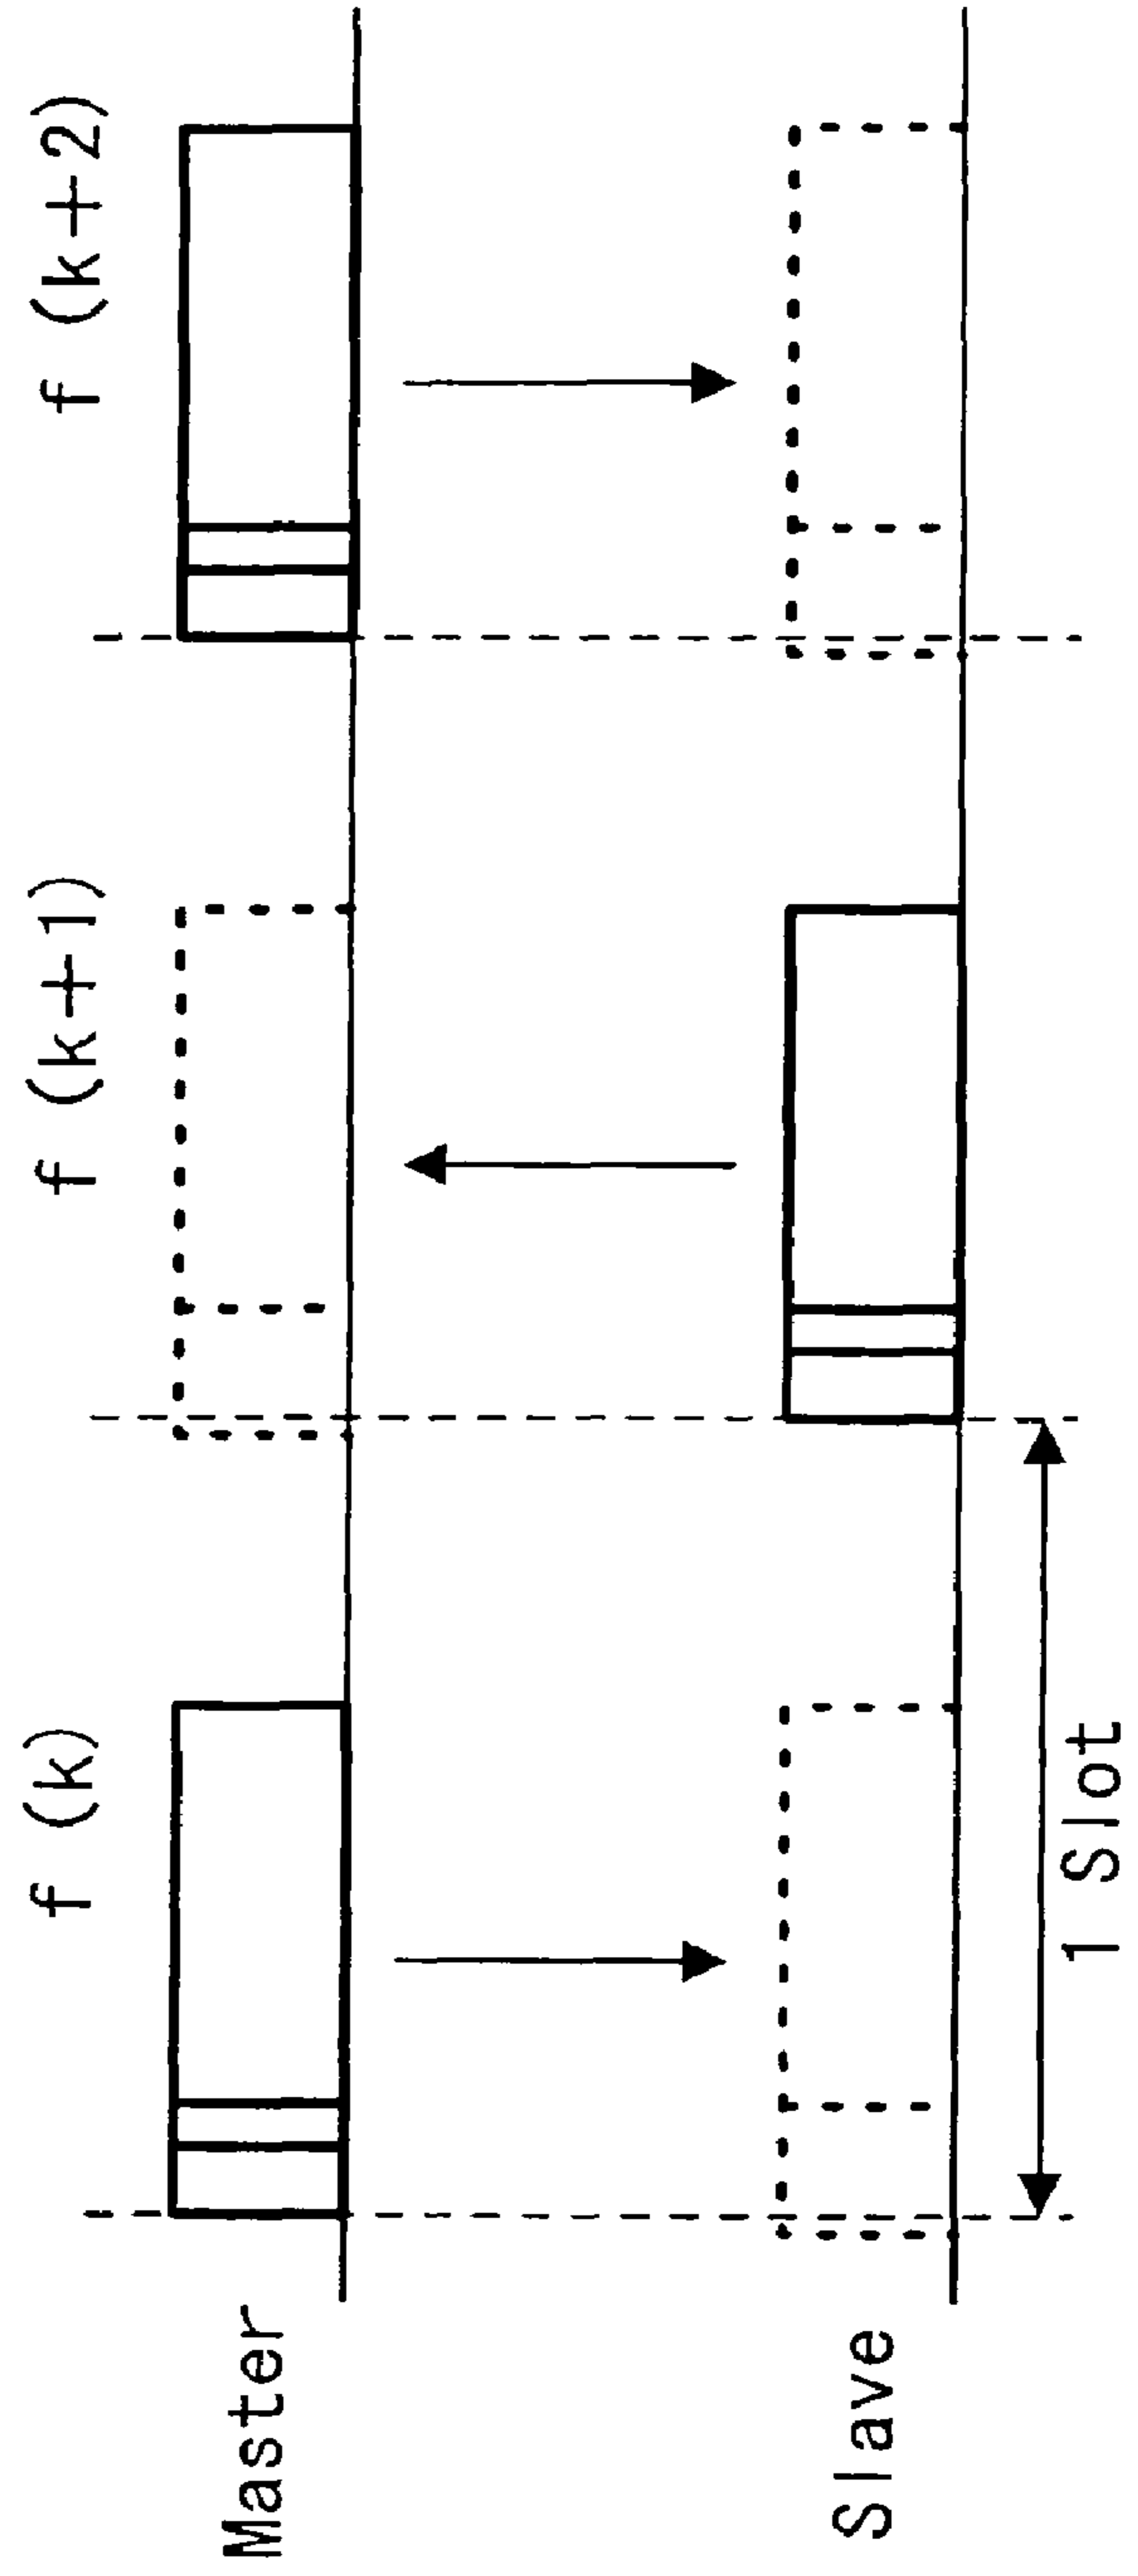 f (k)
f (k+1)
f (k+2)
Master
Slave
1 Slot